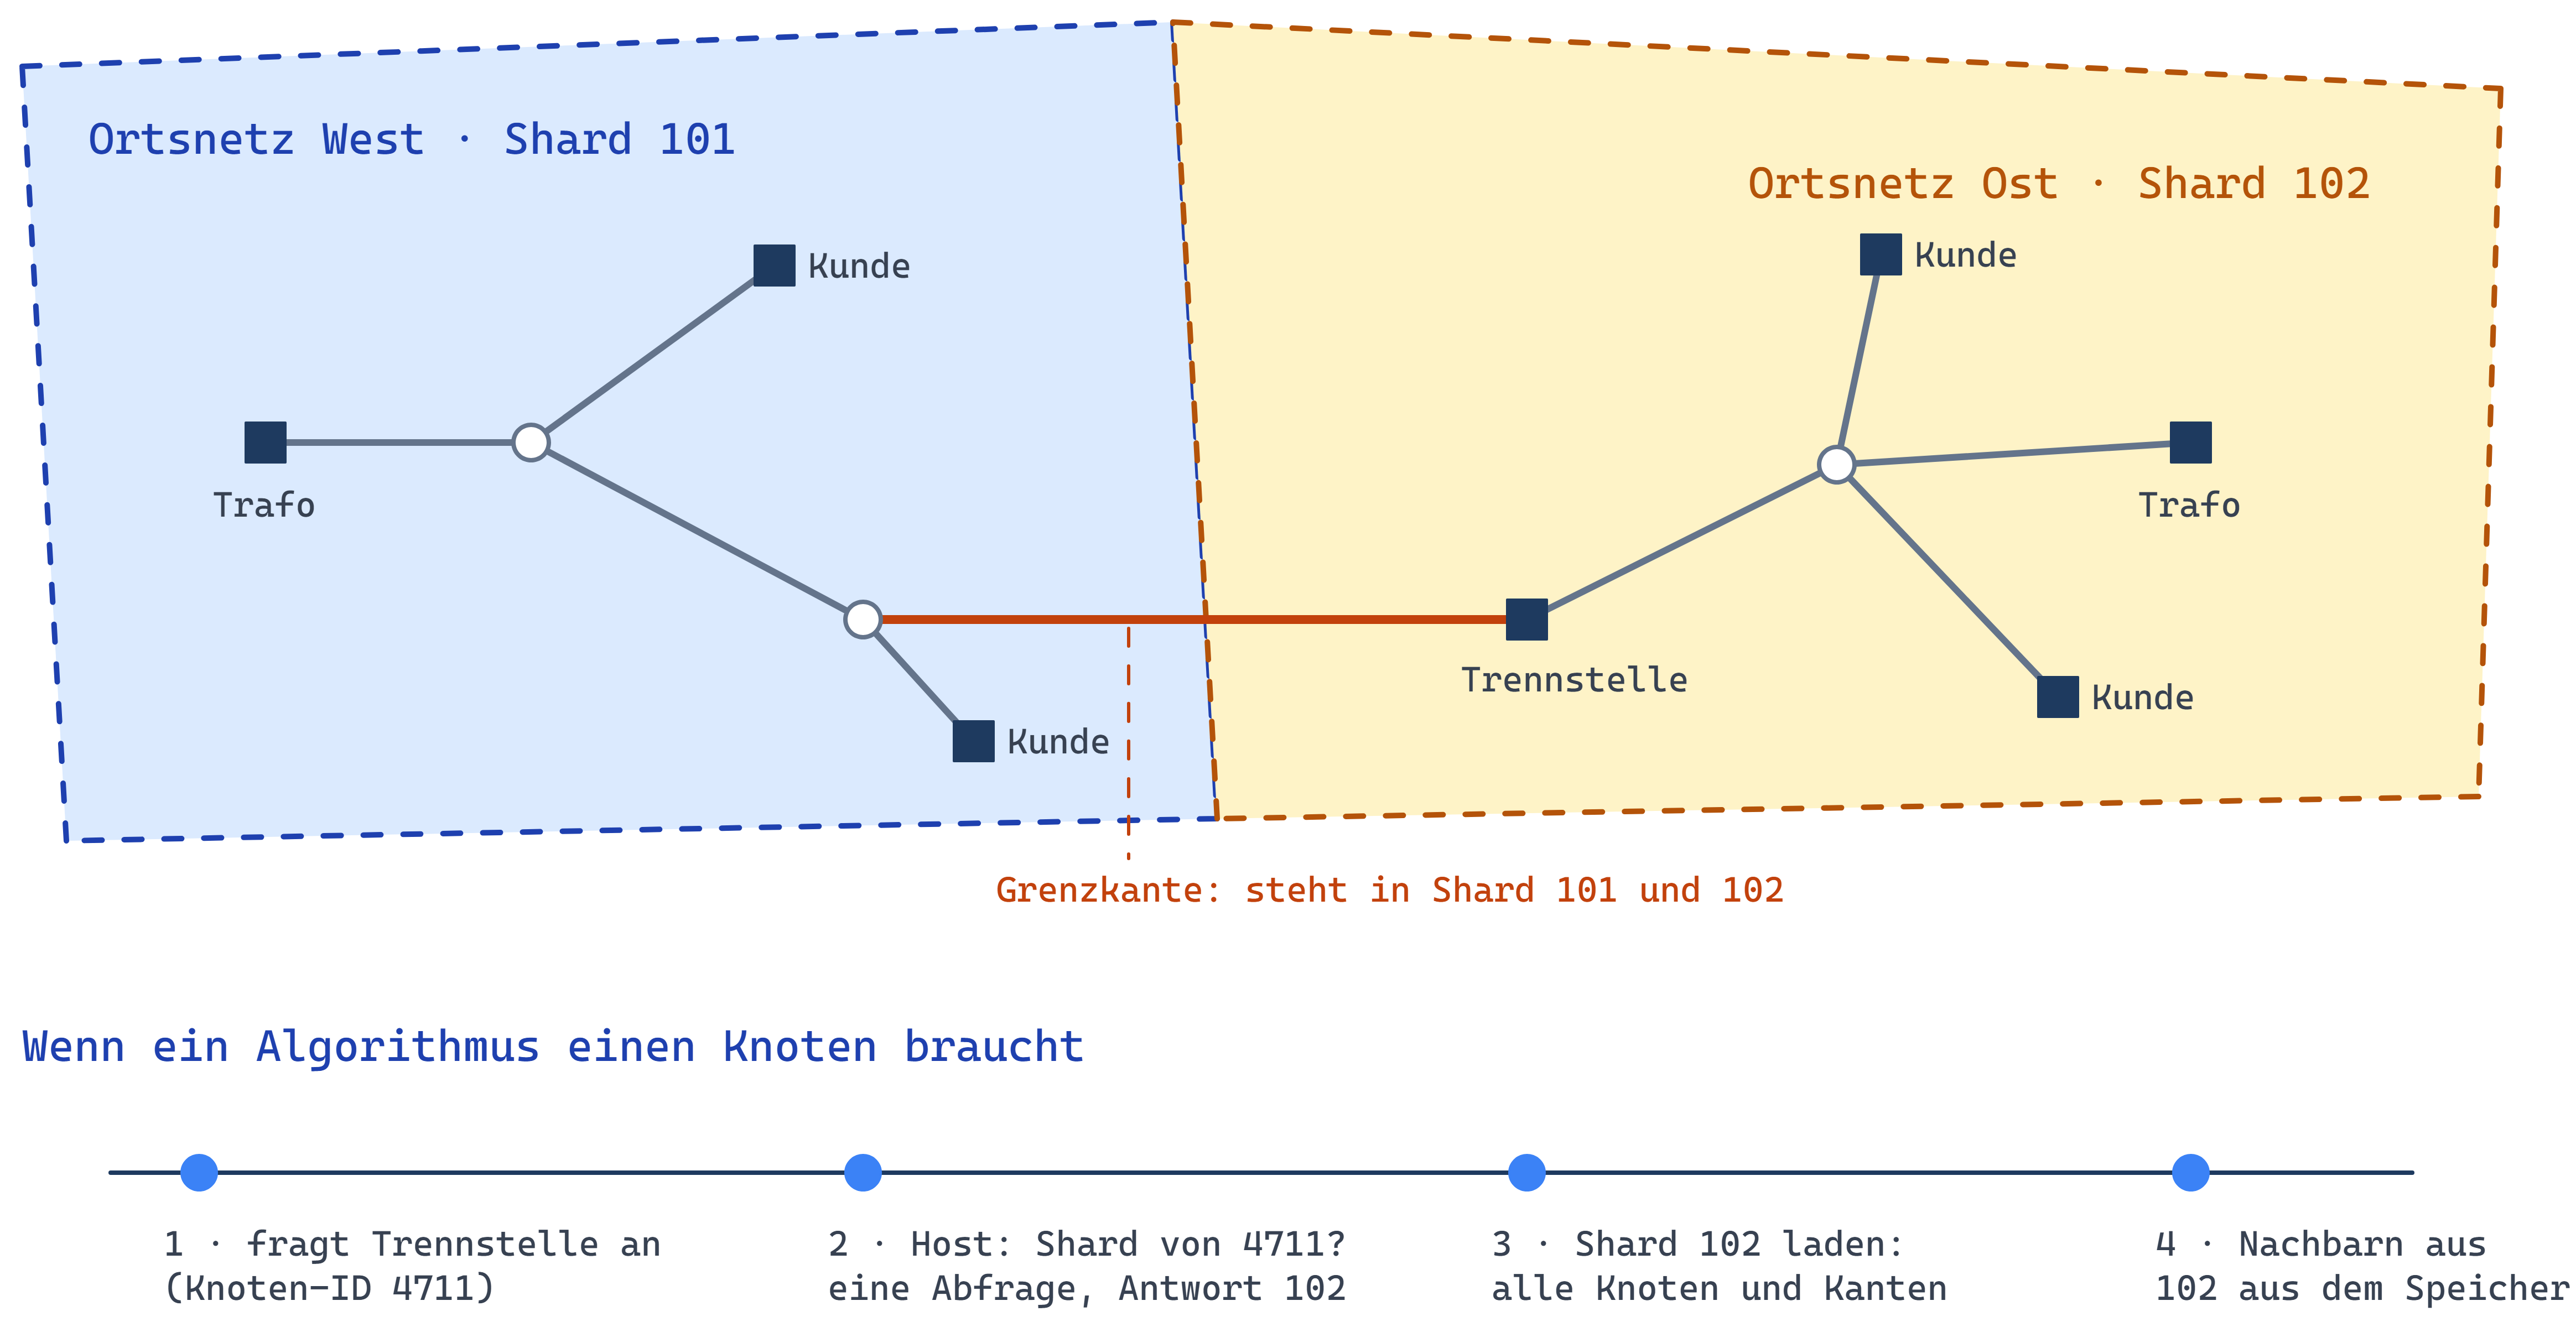 Ortsnetz West · Shard 101
Ortsnetz Ost · Shard 102
Kunde
Kunde
Trafo
Trafo
Trennstelle
Kunde
Kunde
Grenzkante: steht in Shard 101 und 102
Wenn ein Algorithmus einen Knoten braucht
1 · fragt Trennstelle an
(Knoten-ID 4711)
2 · Host: Shard von 4711?
eine Abfrage, Antwort 102
3 · Shard 102 laden:
alle Knoten und Kanten
4 · Nachbarn aus
102 aus dem Speicher